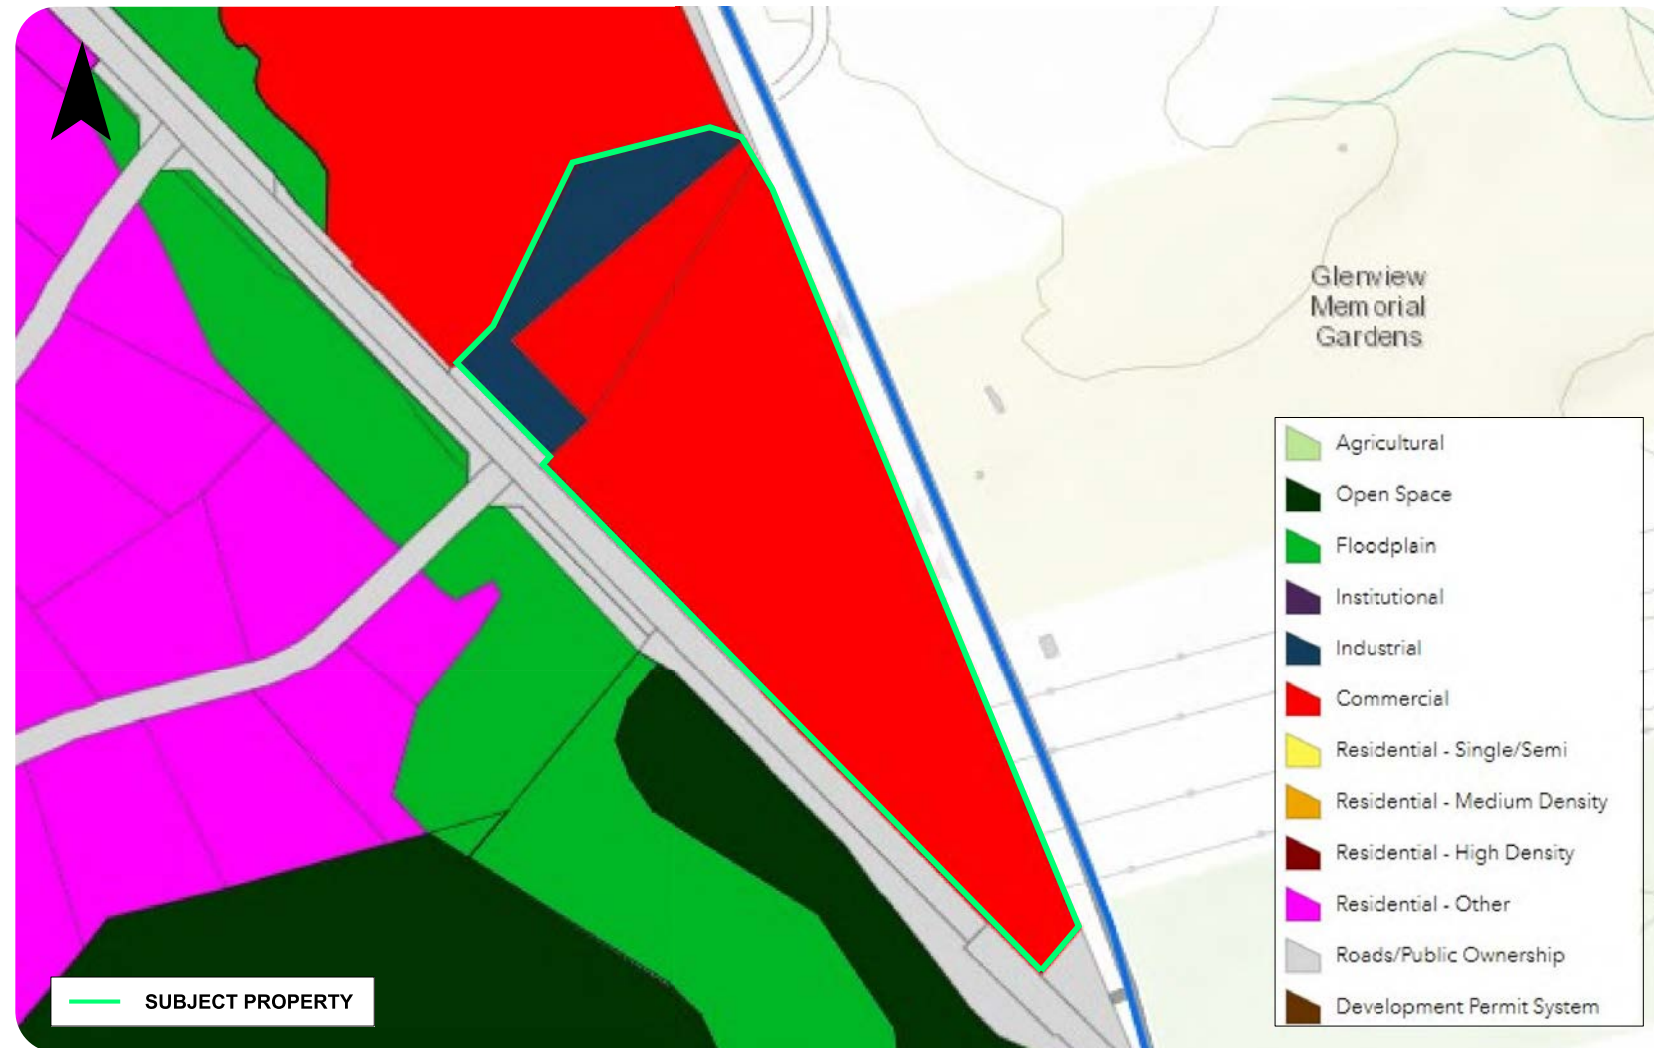 Glenview
Memorial
Gardens
Agricultural
Open Space
Floodplain
Institutional
Industrial
Commercial
Residential - Single/Semi
Residential - Medium Density
Residential - High Density
Residential - Other
Roads/Public Ownership
Development Permit System
SUBJECT PROPERTY